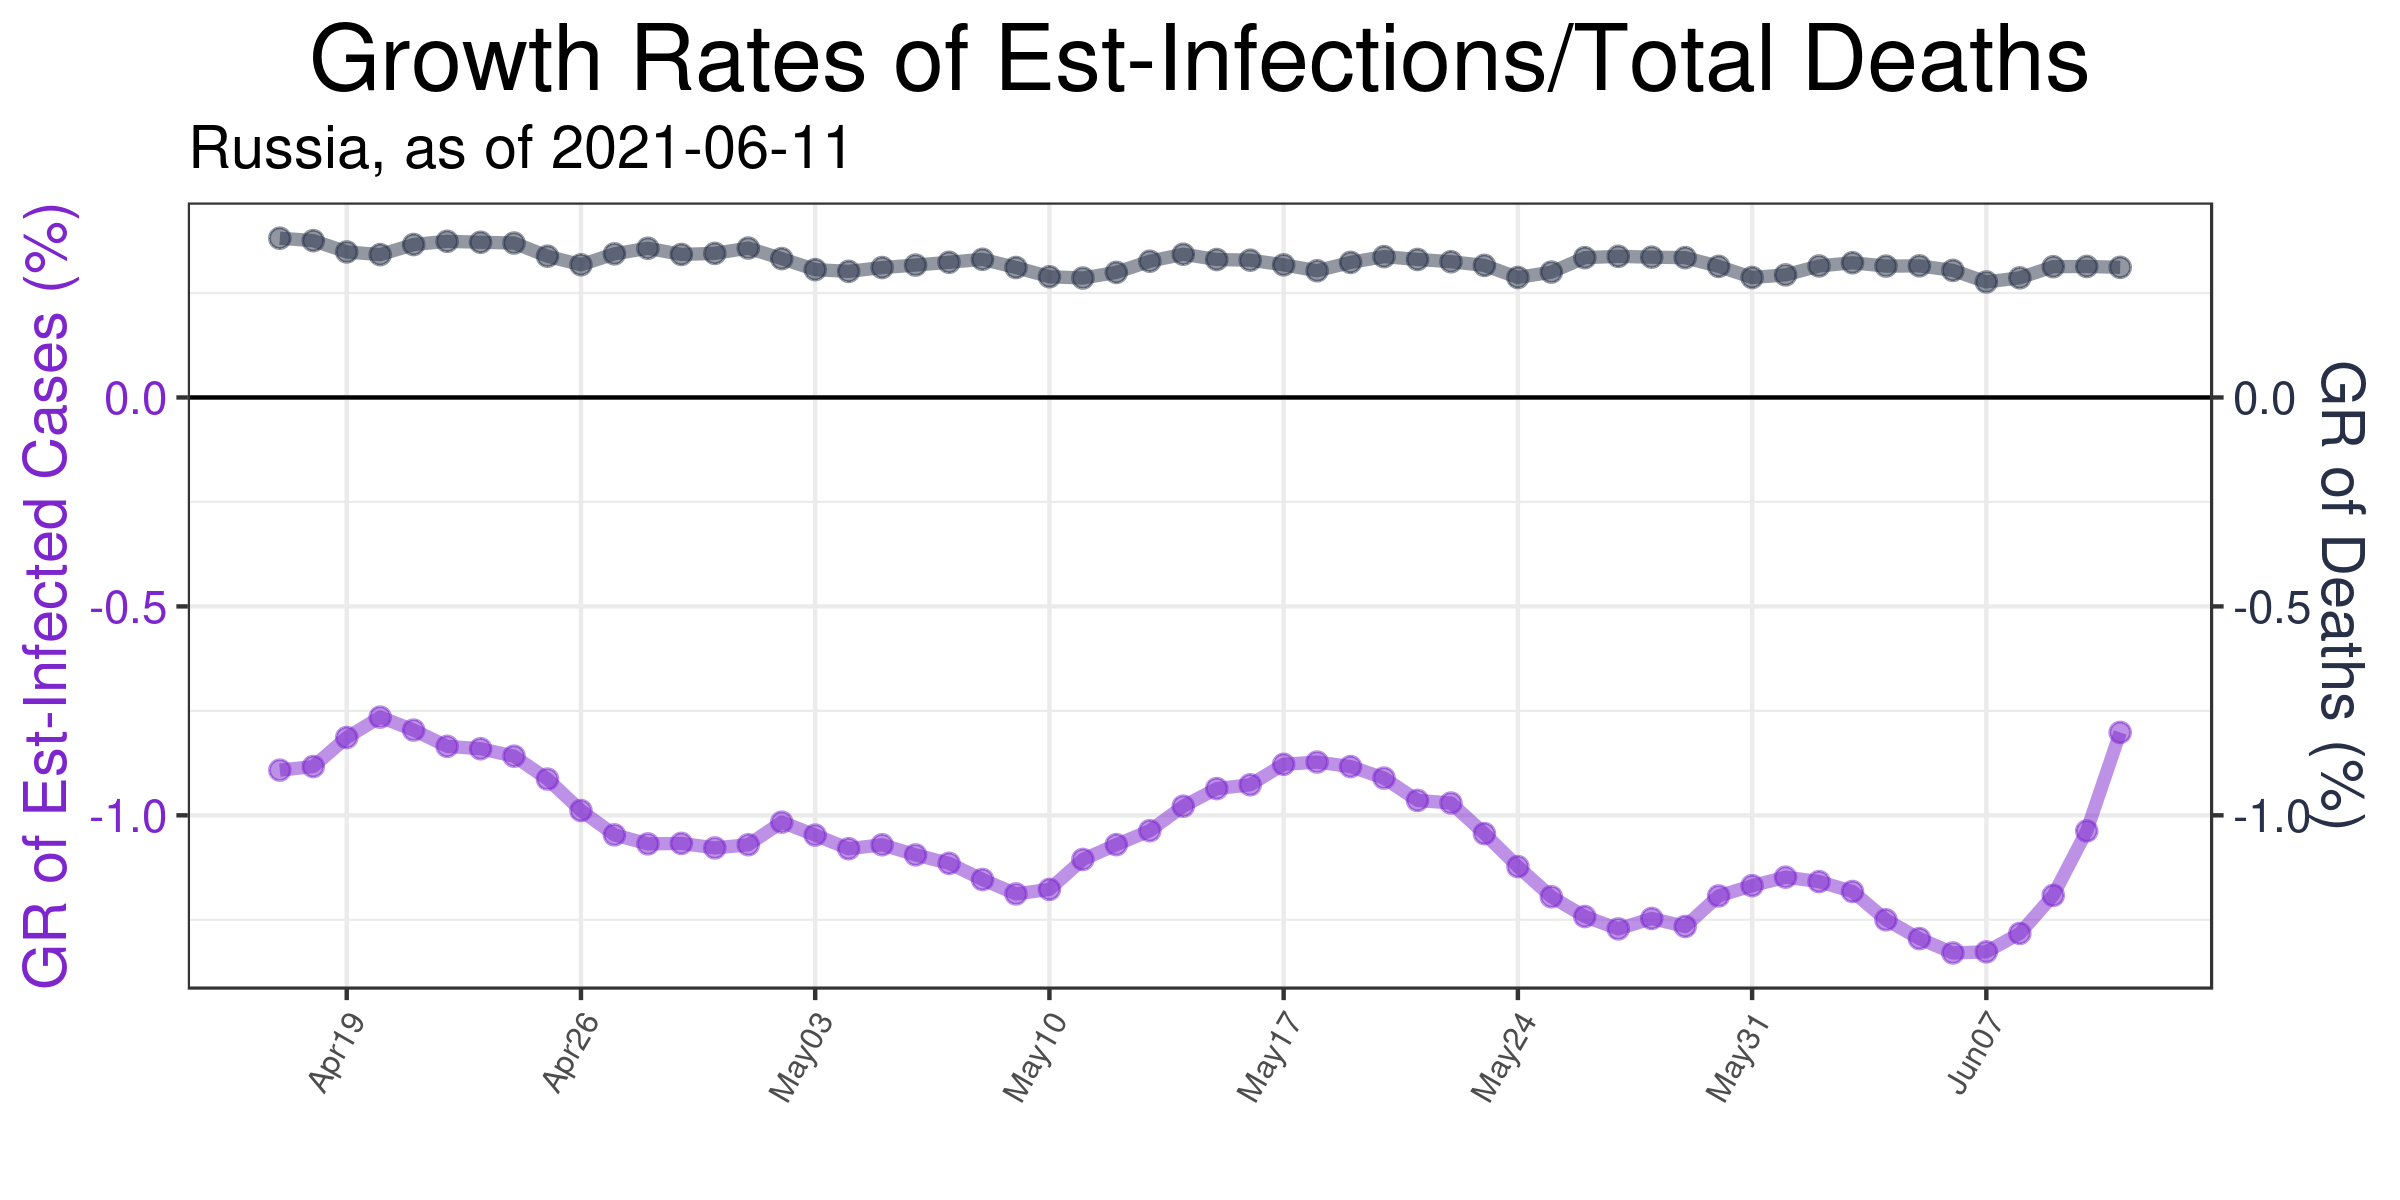 Growth Rates of Est-Infections/Total Deaths
Russia, as of 2021-06-11
GR of Est-Infected Cases (%)
0.0
-0.5
-1.0
0.0
-0.5
-1.0
GR of Deaths (%)
Apr19
Apr26
May03
May10
May17
May24
May31
Jun07